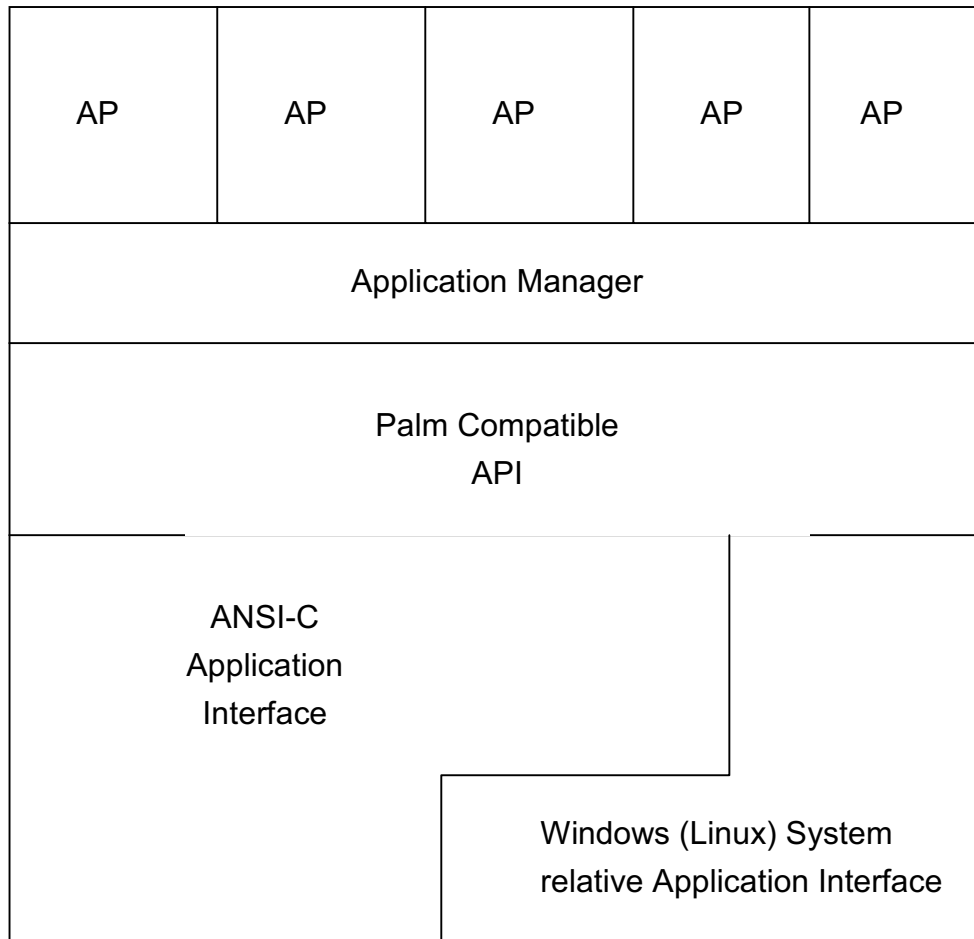 AP AP AP AP AP
Application Manager
Palm Compatible
API
ANSI-C
Application
Interface
Windows (Linux) System
relative Application Interface